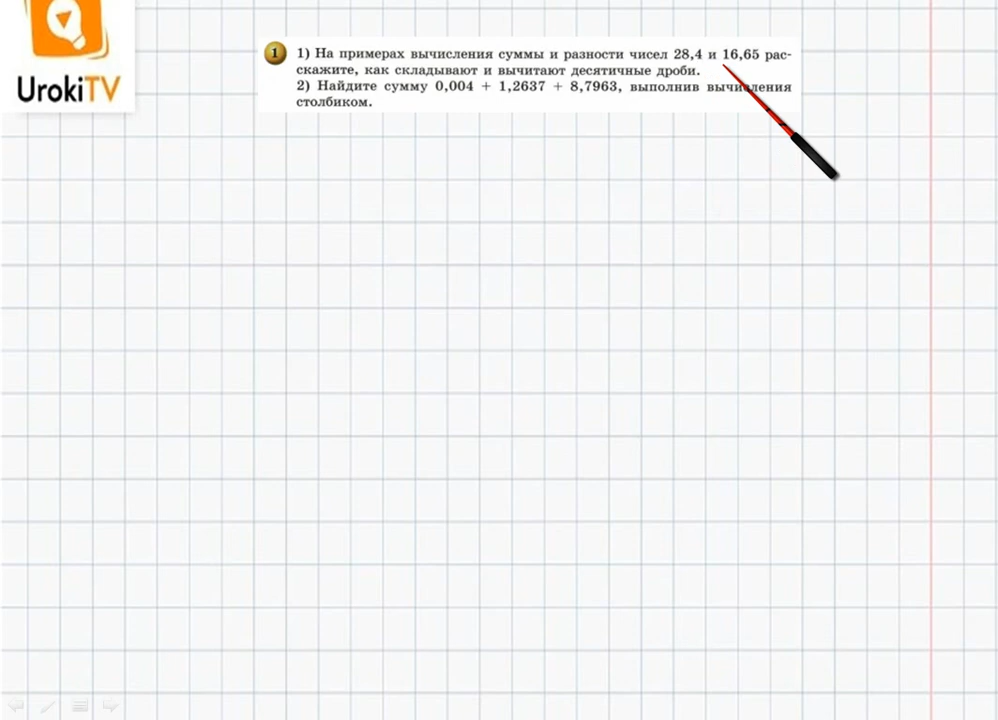 UrokiTV
1
1) На примерах вычисления суммы и разности чисел 28,4 и 16,65 рас-
скажите, как складывают и вычитают десятичные дроби.
2) Найдите сумму 0,004 + 1,2637 + 8,7963, выполнив вычисления
столбиком.